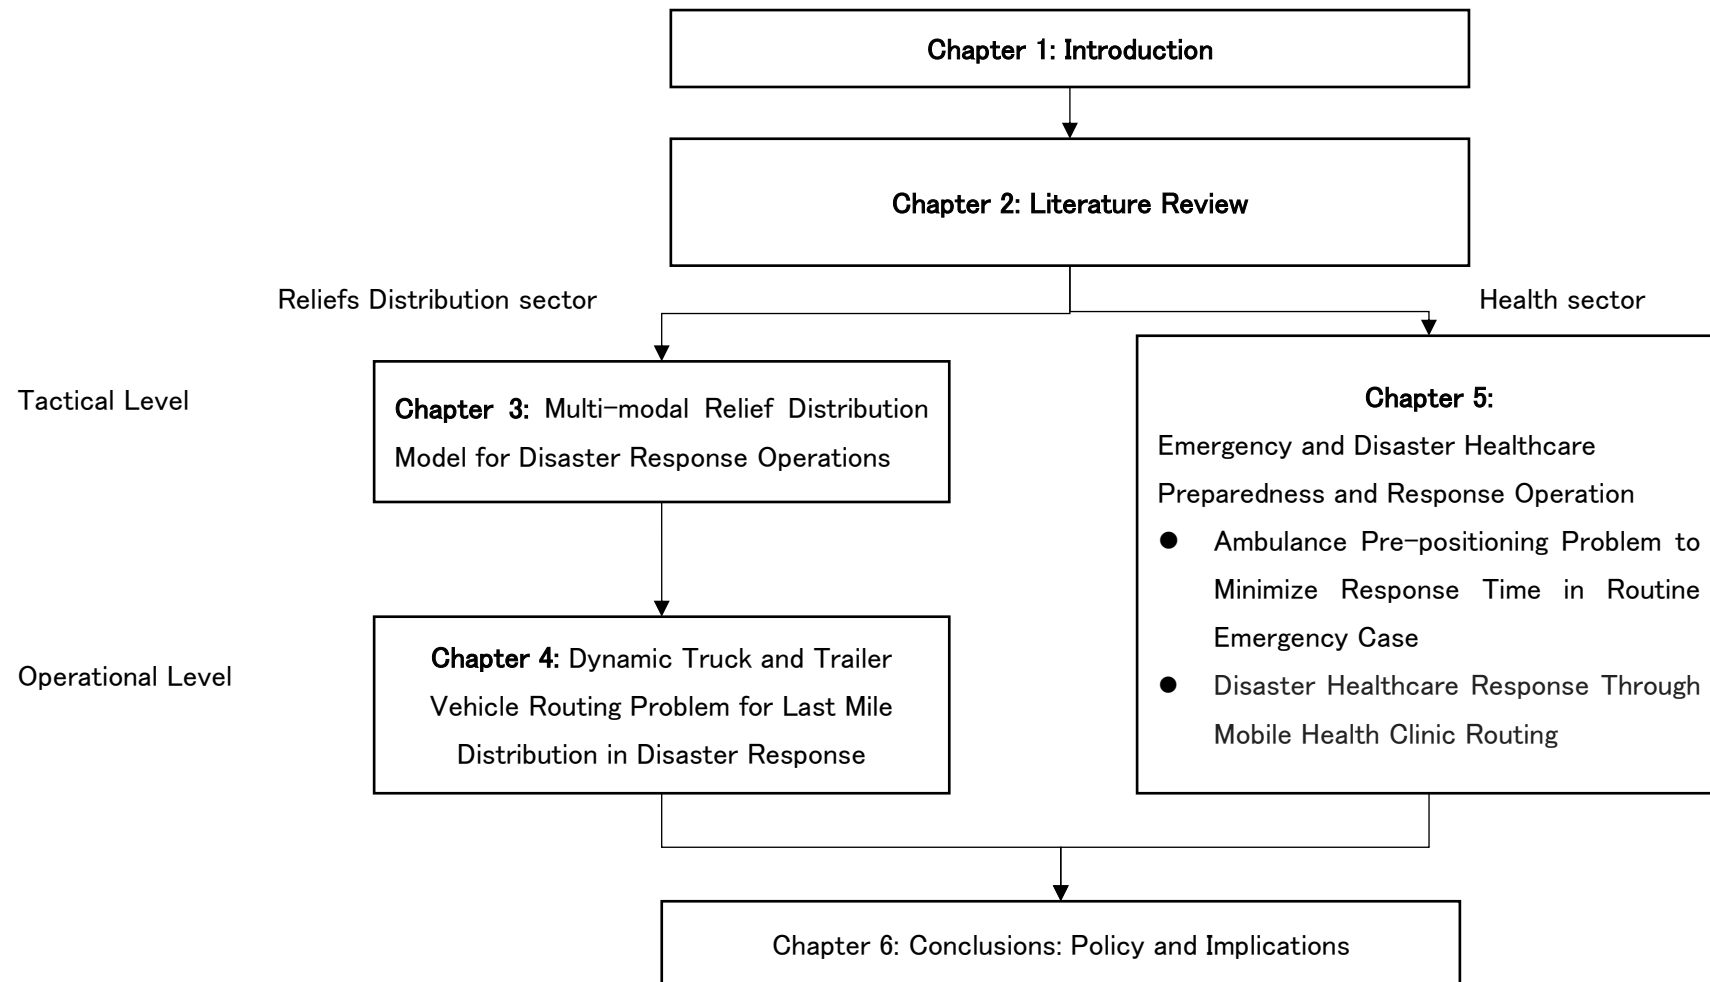 Chapter 1: Introduction
Chapter 2: Literature Review
Reliefs Distribution sector
Health sector
Tactical Level
Chapter 3: Multi-modal Relief Distribution
Model for Disaster Response Operations
Operational Level
Chapter 4: Dynamic Truck and Trailer
Vehicle Routing Problem for Last Mile
Distribution in Disaster Response
Chapter 5:
Emergency and Disaster Healthcare
Preparedness and Response Operation
● Ambulance Pre-positioning Problem to
Minimize Response Time in Routine
Emergency Case
● Disaster Healthcare Response Through
Mobile Health Clinic Routing
Chapter 6: Conclusions: Policy and Implications